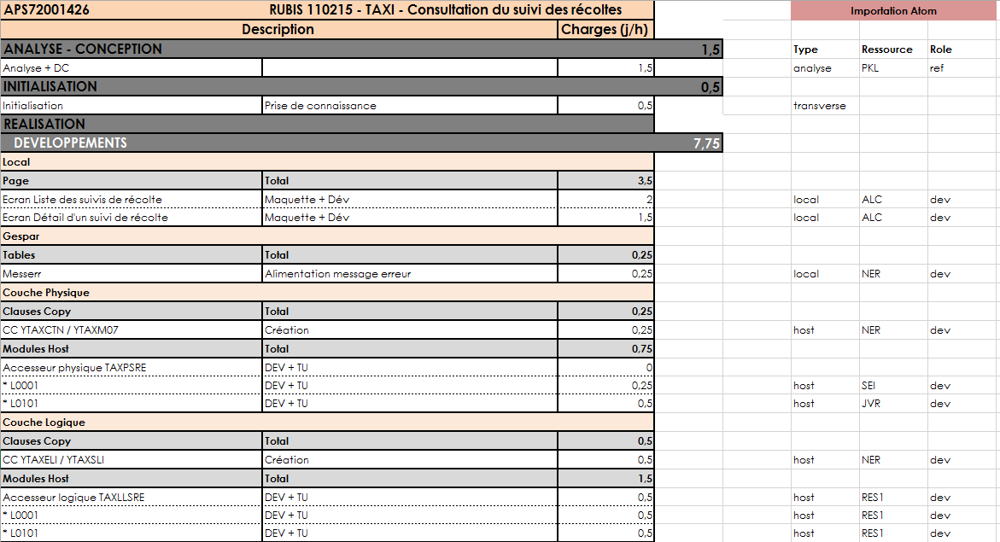 APS72001426 RUBIS 110215 - TAXI - Consultation du suivi des récoltes Importation Atom
Description Charges (j/h)
ANALYSE - CONCEPTION 1,5 Type Ressource Role
Analyse + DC 1,5 analyse PKL ref
INITIALISATION 0,5
Initialisation Prise de connaissance 0,5 transverse
REALISATION
DEVELOPPEMENTS 7,75
Local
Page Total 3,5
Ecran Liste des suivis de récolte Maquette + Dév 2 local ALC dev
Ecran Détail d'un suivi de récolte Maquette + Dév 1,5 local ALC dev
Gespar
Tables Total 0,25
Messerr Alimentation message erreur 0,25 local NER dev
Couche Physique
Clauses Copy Total 0,25
CC YTAXCTN / YTAXM07 Création 0,25 host NER dev
Modules Host Total 0,75
Accesseur physique TAXPSRE DEV + TU 0
* L0001 DEV + TU 0,25 host SEI dev
* L0101 DEV + TU 0,5 host JVR dev
Couche Logique
Clauses Copy Total 0,5
CC YTAXELI / YTAXSLI Création 0,5 host NER dev
Modules Host Total 1,5
Accesseur logique TAXLLSRE DEV + TU 0,5 host RES1 dev
* L0001 DEV + TU 0,5 host RES1 dev
* L0101 DEV + TU 0,5 host RES1 dev